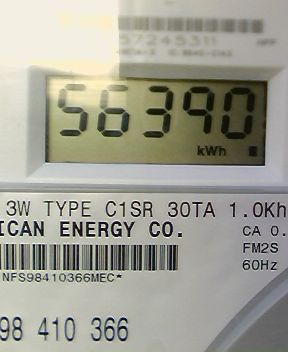 57245311
56390
kWh
3W TYPE C1SR 30TA 1.0Kh
ICAN ENERGY CO.
CA 0.
FM2S
60Hz
NFS98410366MEC*
98 410 366